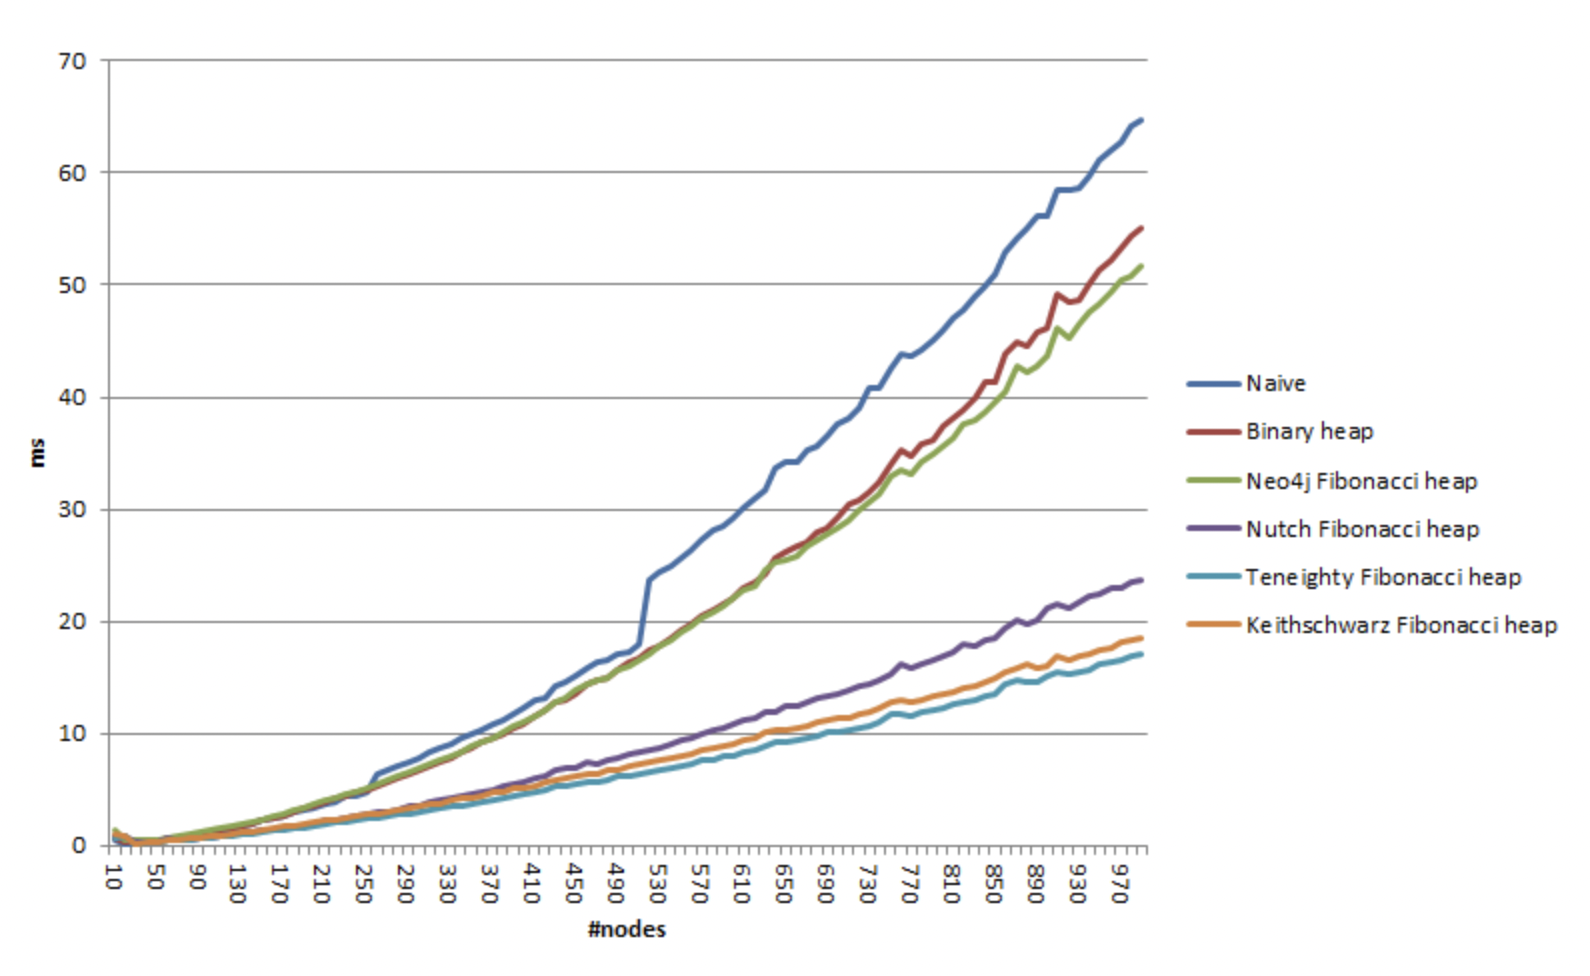 70
60
50
40
30
20
10
0
ms
10 50 90 130 170 210 250 290 330 370 410 450 490 530 570 610 650 690 730 770 810 850 890 930 970
#nodes
Naive
Binary heap
Neo4j Fibonacci heap
Nutch Fibonacci heap
Teneighty Fibonacci heap
Keithschwarz Fibonacci heap